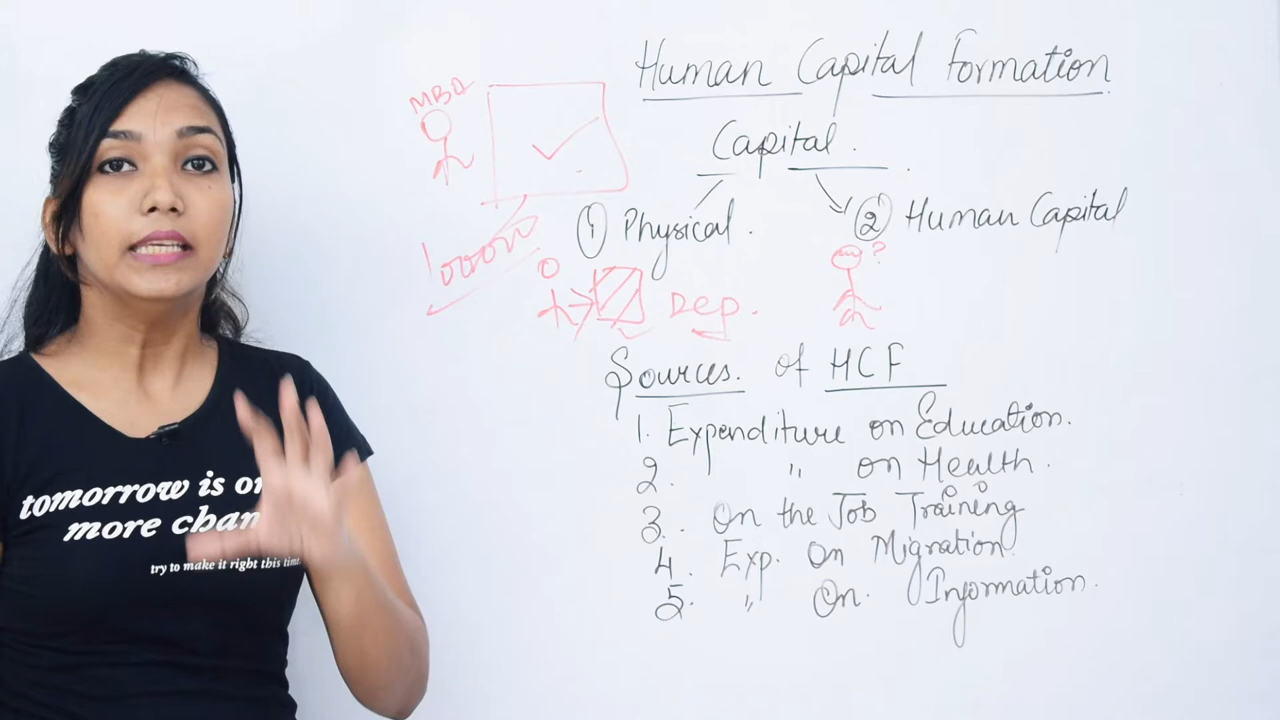 Human Capital Formation
Capital.
① Physical.
② Human Capital
MBA
10000
Dep.
?
Sources. of HCF
1. Expenditure on Education.
2. " on Health.
3. On the Job Training
4. Exp. On Migration.
5. " On. Information.
tomorrow is on
more chan
try to make it right this time.